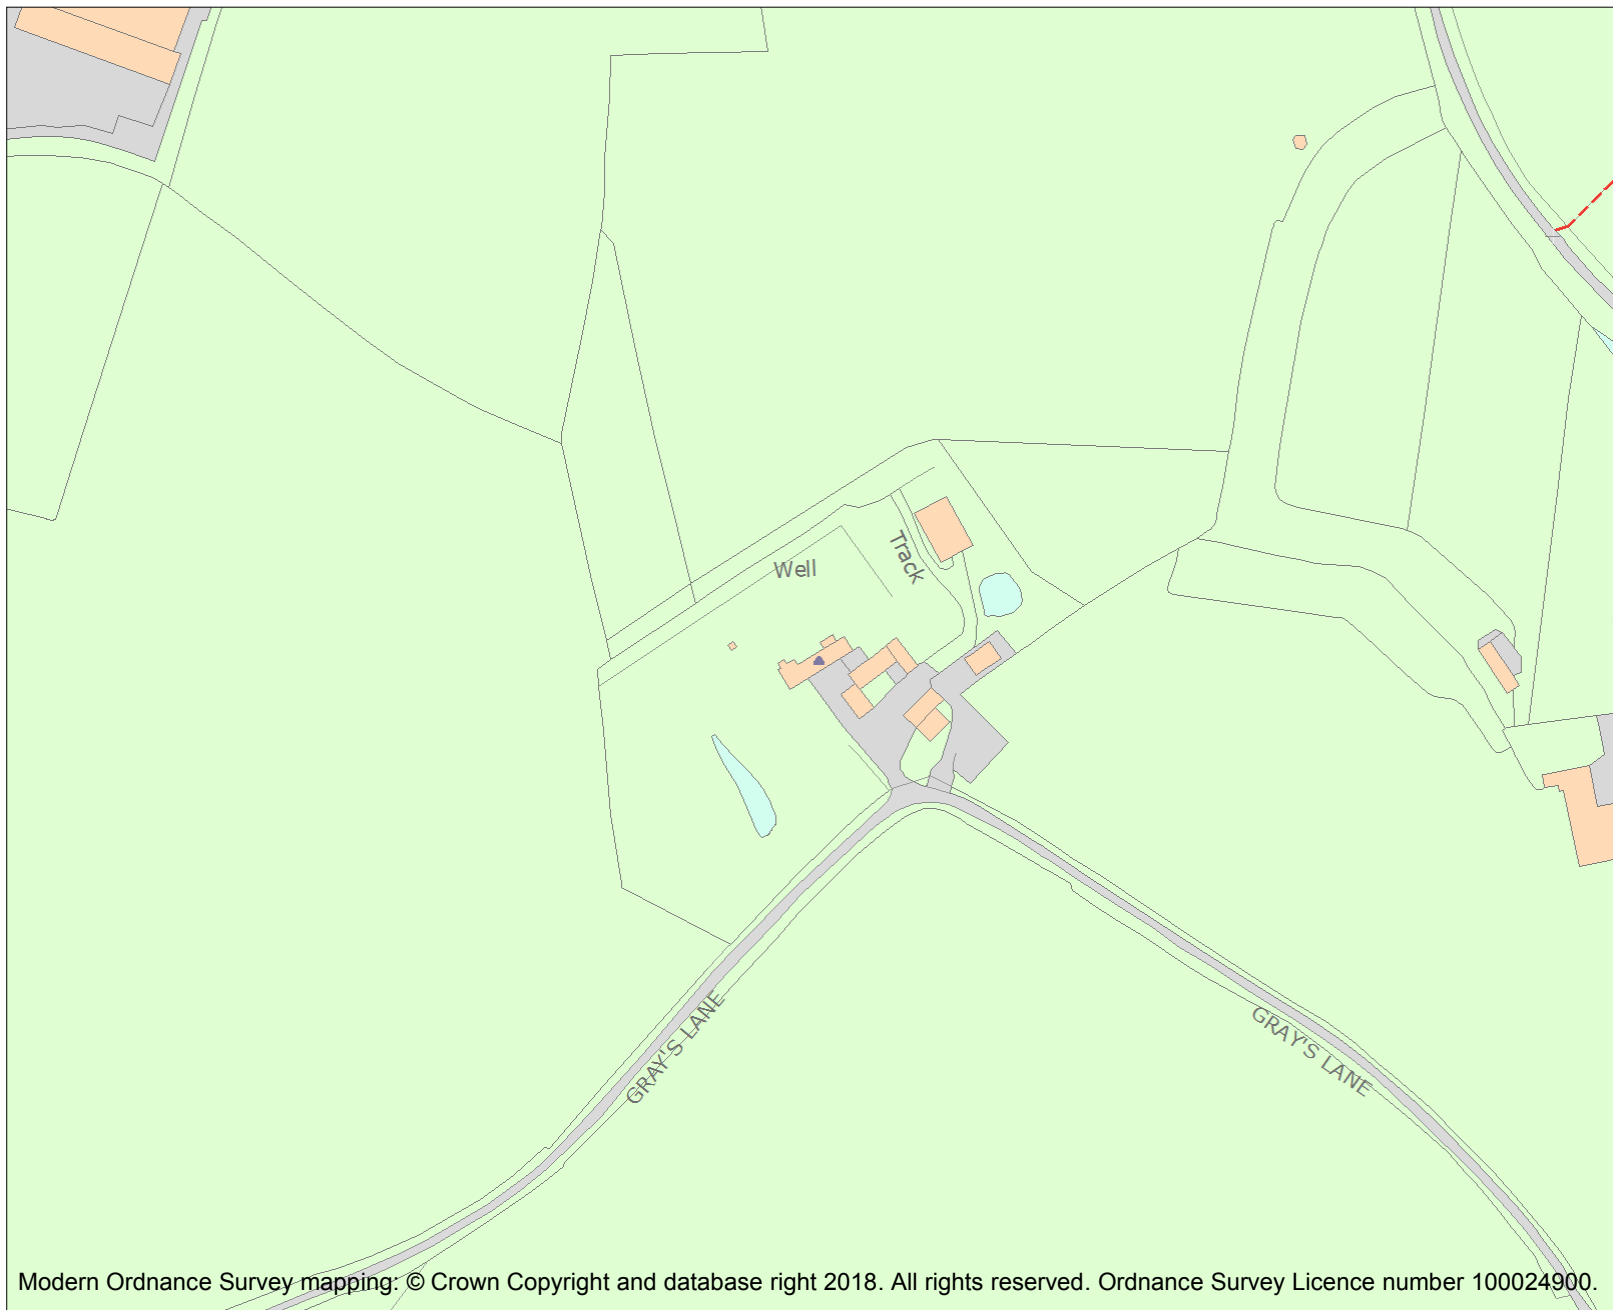 Track
Well
GRAY'S LANE
GRAY'S LANE
Modern Ordnance Survey mapping: © Crown Copyright and database right 2018. All rights reserved. Ordnance Survey Licence number 100024900.